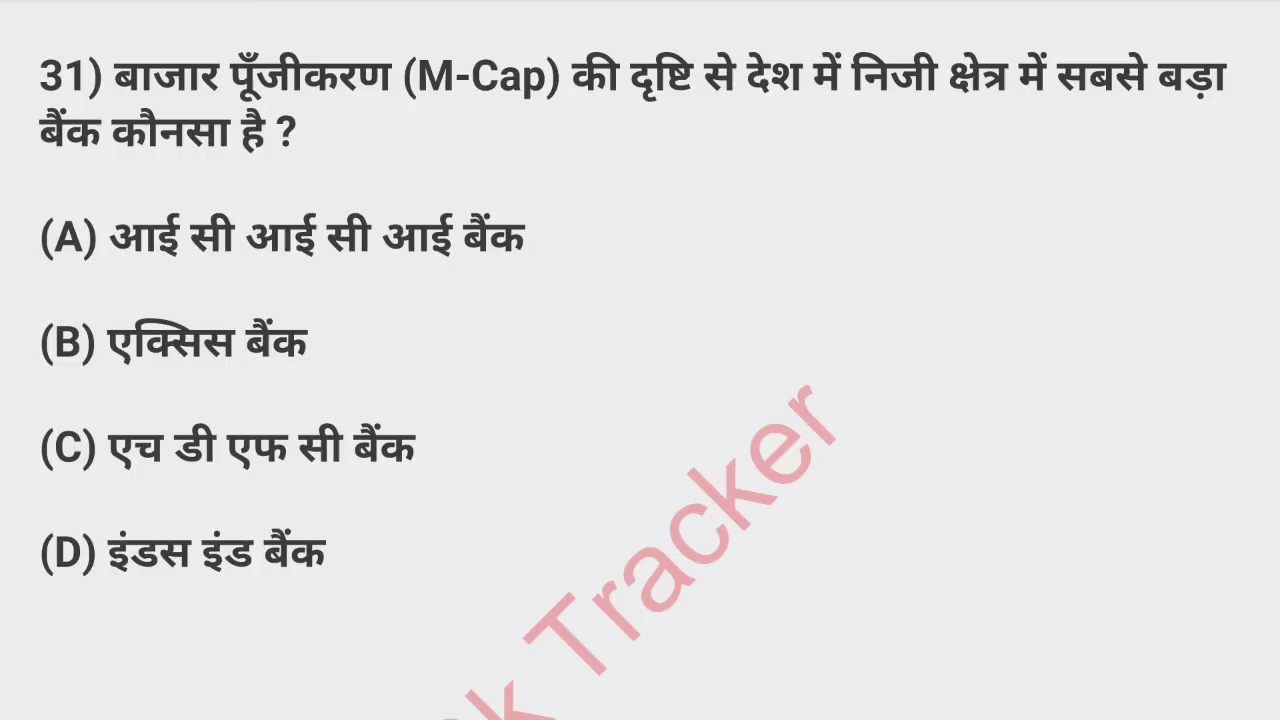 31) बाजार पूँजीकरण (M-Cap) की दृष्टि से देश में निजी क्षेत्र में सबसे बड़ा
बैंक कौनसा है ?
(A) आई सी आई सी आई बैंक
(B) एक्सिस बैंक
(C) एच डी एफ सी बैंक
(D) इंडस इंड बैंक
k Tracker